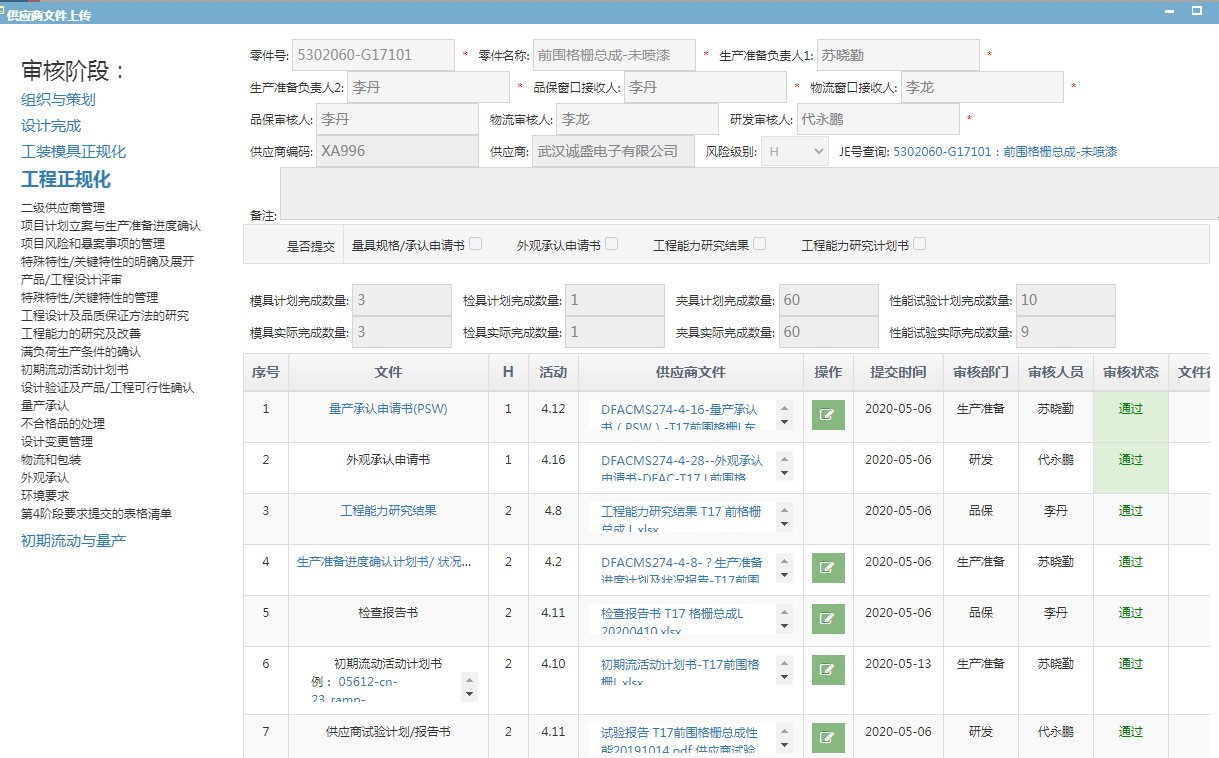 供应商文件上传
审核阶段：
组织与策划
设计完成
工装模具正规化
工程正规化
二级供应商管理
项目计划立案与生产准备进度确认
项目风险和悬案事项的管理
特殊特性/关键特性的明确及展开
产品/工程设计评审
特殊特性/关键特性的管理
工程设计及品质保证方法的研究
工程能力的研究及改善
满负荷生产条件的确认
初期流动活动计划书
设计验证及产品/工程可行性确认
量产承认
不合格品的处理
设计变更管理
物流和包装
外观承认
环境要求
第4阶段要求提交的表格清单
初期流动与量产
零件号: 5302060-G17101 * 零件名称: 前围格栅总成-未喷漆 * 生产准备负责人1: 苏晓勤 *
生产准备负责人2: 李丹 * 品保窗口接收人: 李丹 * 物流窗口接收人: 李龙 *
品保审核人: 李丹 物流审核人: 李龙 研发审核人: 代永鹏 *
供应商编码: XA996 供应商: 武汉诚盛电子有限公司 风险级别: H JE号查询: 5302060-G17101：前围格栅总成-未喷漆
备注:
是否提交 量具规格/承认申请书 外观承认申请书 工程能力研究结果 工程能力研究计划书
模具计划完成数量: 3 检具计划完成数量: 1 夹具计划完成数量: 60 性能试验计划完成数量: 10
模具实际完成数量: 3 检具实际完成数量: 1 夹具实际完成数量: 60 性能试验实际完成数量: 9
序号 文件 H 活动 供应商文件 操作 提交时间 审核部门 审核人员 审核状态 文件备
1 量产承认申请书(PSW) 1 4.12 DFACMS274-4-16-量产承认 2020-05-06 生产准备 苏晓勤 通过
书（PSW）-T17前围格栅L东
2 外观承认申请书 1 4.16 DFACMS274-4-28--外观承认 2020-05-06 研发 代永鹏 通过
申请书-DFAC-T17 L前围格
3 工程能力研究结果 2 4.8 工程能力研究结果 T17 前格栅 2020-05-06 品保 李丹 通过
总成 L.xlsx
4 生产准备进度确认计划书/ 状况... 2 4.2 DFACMS274-4-8-？生产准备 2020-05-06 生产准备 苏晓勤 通过
进度计划及状况报告-T17前围
5 检查报告书 2 4.11 检查报告书 T17 格栅总成L 2020-05-06 品保 李丹 通过
20200410.xlsx
6 初期流动活动计划书 2 4.10 初期流活动计划书-T17前围格 2020-05-13 生产准备 苏晓勤 通过
例： 05612-cn- 栅L.xlsx
23_ramp-
7 供应商试验计划/报告书 2 4.11 试验报告 T17前围格栅总成性 2020-05-06 研发 代永鹏 通过
能20191014.pdf 供应商试验